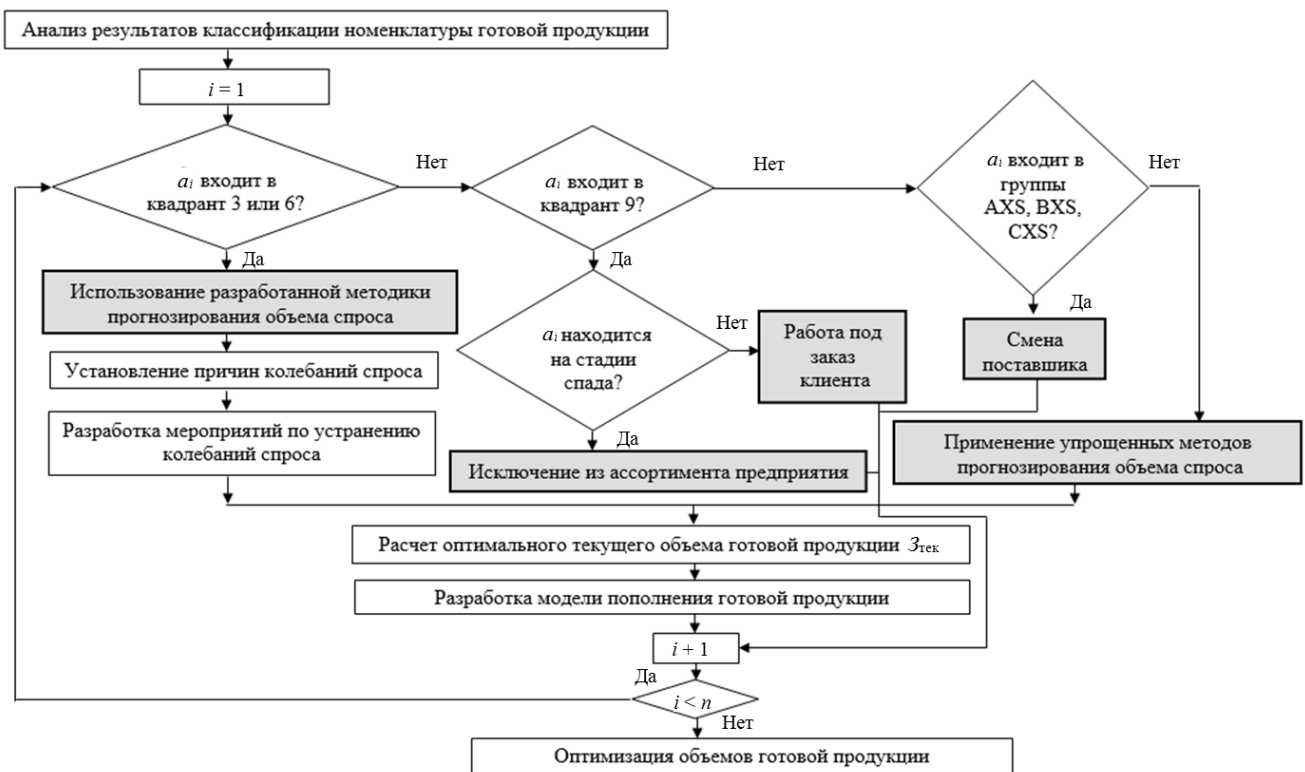 Анализ результатов классификации номенклатуры готовой продукции
i = 1
ai входит в
квадрант 3 или 6?
Нет
ai входит в
квадрант 9?
Нет
ai входит в
группы
AXS, BXS,
CXS?
Нет
Да
Да
Да
Использование разработанной методики
прогнозирования объема спроса
Установление причин колебаний спроса
Разработка мероприятий по устранению
колебаний спроса
ai находится
на стадии
спада?
Нет
Работа под
заказ
клиента
Смена
поставшика
Да
Исключение из ассортимента предприятия
Применение упрощенных методов
прогнозирования объема спроса
Расчет оптимального текущего объема готовой продукции Зтек
Разработка модели пополнения готовой продукции
i + 1
Да
i < n
Нет
Оптимизация объемов готовой продукции